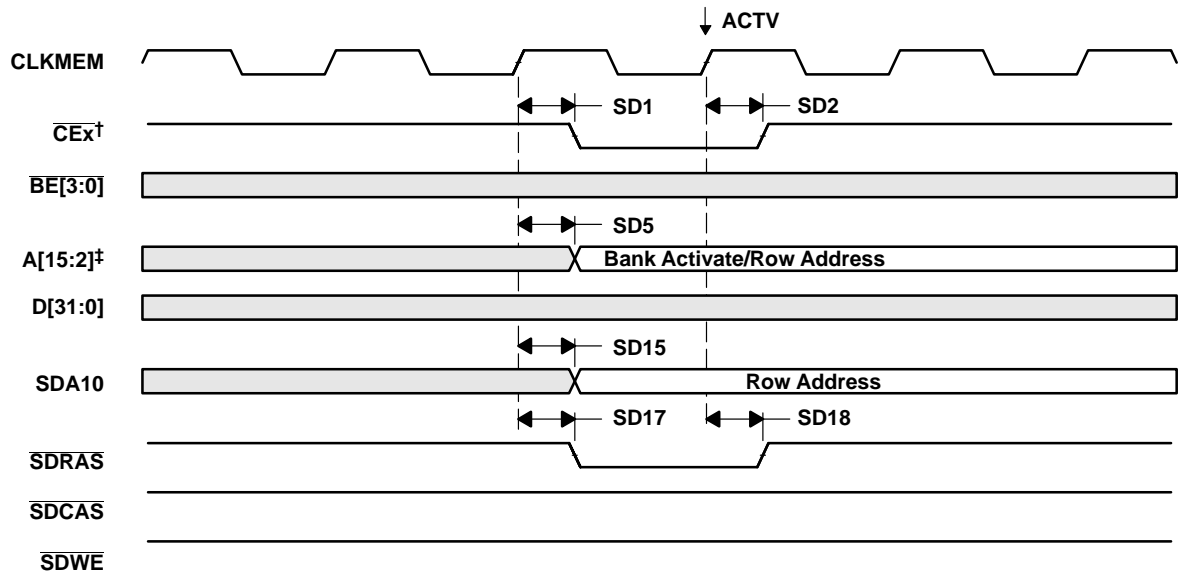 ACTV
CLKMEM
SD1
SD2
CEx†
BE[3:0]
SD5
A[15:2]‡
Bank Activate/Row Address
D[31:0]
SD15
SDA10
Row Address
SD17
SD18
SDRAS
SDCAS
SDWE